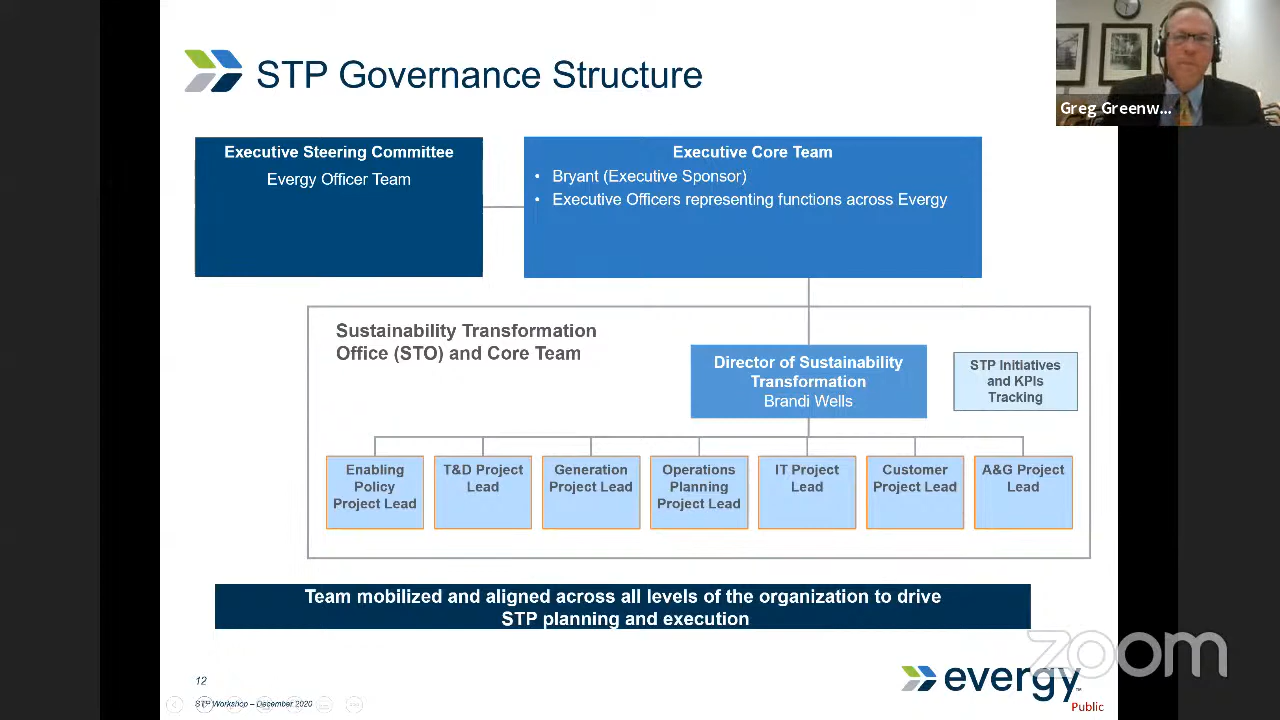 STP Governance Structure
Greg Greenw...
Executive Steering Committee
Evergy Officer Team
Executive Core Team
• Bryant (Executive Sponsor)
• Executive Officers representing functions across Evergy
Sustainability Transformation
Office (STO) and Core Team
Director of Sustainability
Transformation
Brandi Wells
STP Initiatives
and KPIs
Tracking
Enabling
Policy
Project Lead
T&D Project
Lead
Generation
Project Lead
Operations
Planning
Project Lead
IT Project
Lead
Customer
Project Lead
A&G Project
Lead
Team mobilized and aligned across all levels of the organization to drive
STP planning and execution
zoom
12
evergy
STP Workshop – December 2020
Public